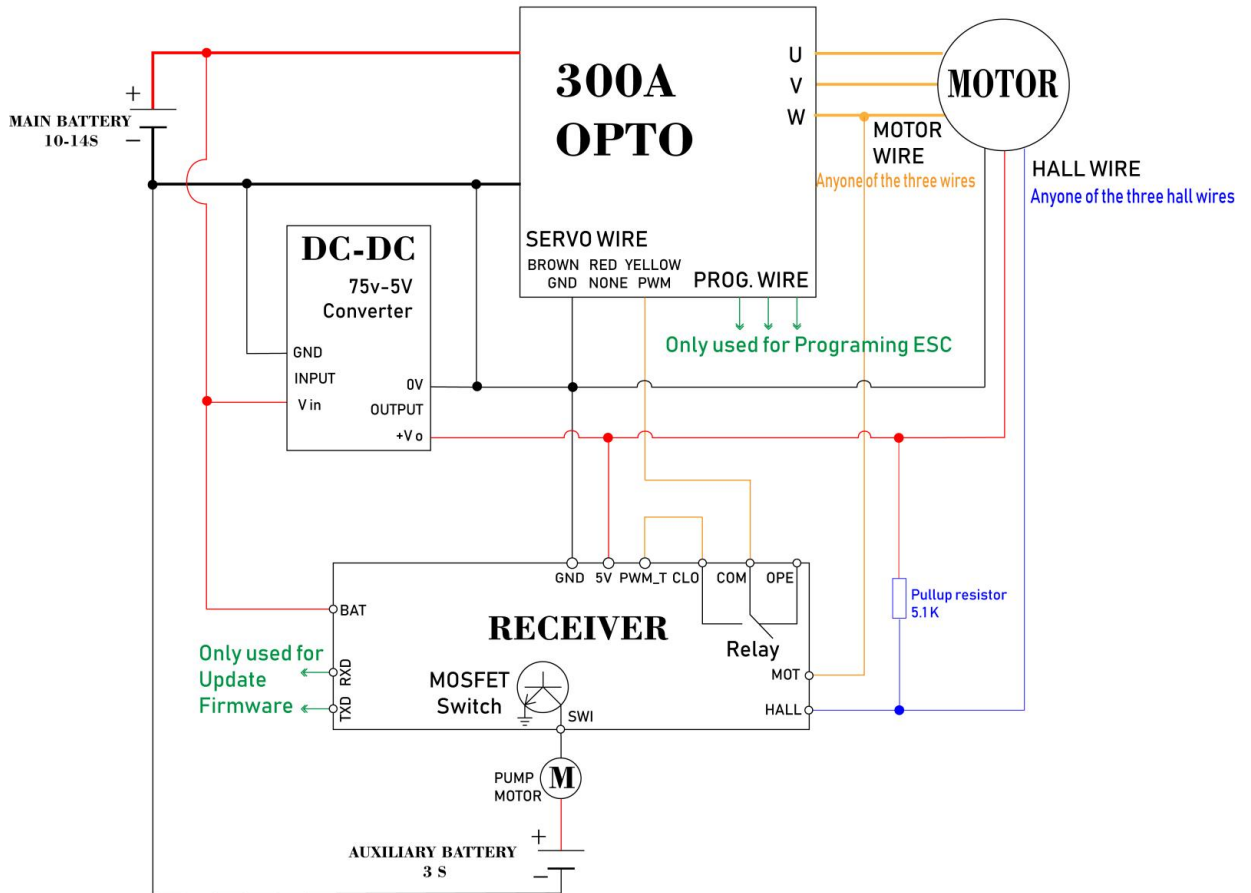 300A
OPTO
U
V
W
MOTOR
+
MAIN BATTERY
10-14S
−
MOTOR
WIRE
Anyone of the three wires
HALL WIRE
Anyone of the three hall wires
SERVO WIRE
BROWN RED YELLOW
GND NONE PWM
PROG. WIRE
Only used for Programing ESC
DC-DC
75v-5V
Converter
GND
INPUT
Vin
0V
OUTPUT
+Vo
GND 5V PWM_T CLO COM OPE
BAT
RECEIVER
Relay
Pullup resistor
5.1K
Only used for
Update
Firmware
RXD
TXD
MOSFET
Switch
SWI
MOT
HALL
PUMP
MOTOR
M
+
AUXILIARY BATTERY
3 S
−